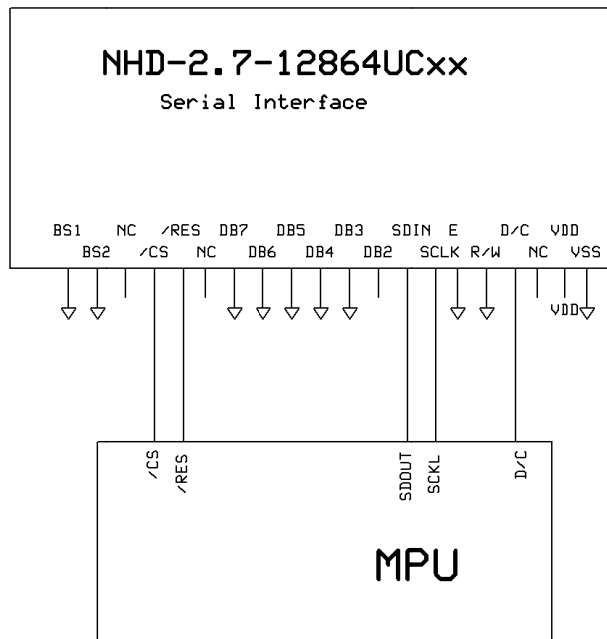 NHD-2.7-12864UCxx
Serial Interface
BS1 NC /RES DB7 DB5 DB3 SDIN E D/C VDD
BS2 /CS NC DB6 DB4 DB2 SCLK R/W NC VSS
VDD
/CS
/RES
SDOUT
SCKL
D/C
MPU